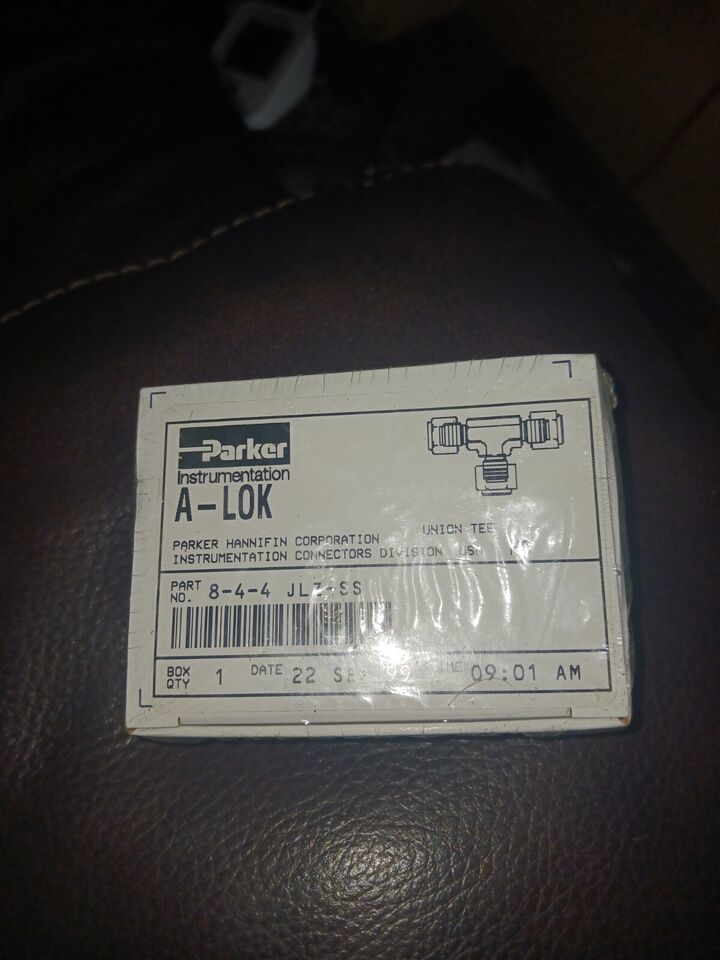 Parker
Instrumentation
A-LOK
UNION TEE
PARKER HANNIFIN CORPORATION
INSTRUMENTATION CONNECTORS DIVISION USA
PART NO. 8-4-4
BOX QTY 1 DATE 22 09:01 AM